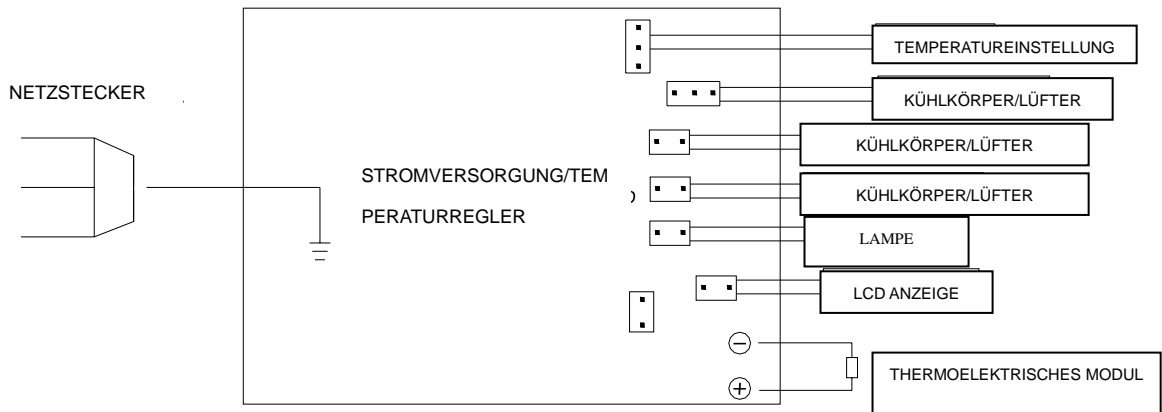 NETZSTECKER
STROMVERSORGUNG/TEM
PERATURREGLER
TEMPERATUREINSTELLUNG
KÜHLKÖRPER/LÜFTER
KÜHLKÖRPER/LÜFTER
KÜHLKÖRPER/LÜFTER
LAMPE
LCD ANZEIGE
THERMOELEKTRISCHES MODUL